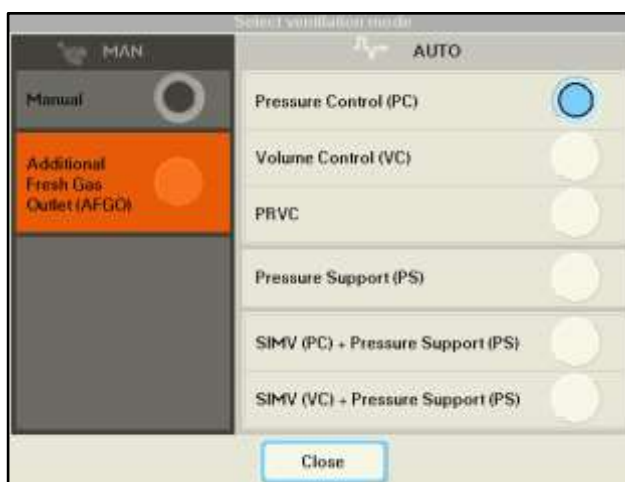 Select ventilation mode
MAN
AUTO
Manual
Additional
Fresh Gas
Outlet (AFGO)
Pressure Control (PC)
Volume Control (VC)
PRVC
Pressure Support (PS)
SIMV (PC) + Pressure Support (PS)
SIMV (VC) + Pressure Support (PS)
Close